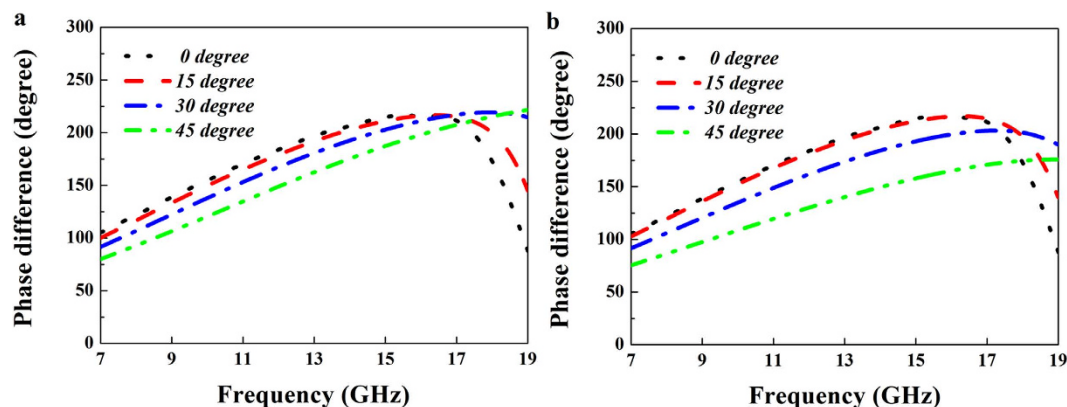 a
300
250
200
150
100
50
0
Phase difference (degree)
0 degree
15 degree
30 degree
45 degree
7 9 11 13 15 17 19
Frequency (GHz)
b
300
250
200
150
100
50
0
Phase difference (degree)
0 degree
15 degree
30 degree
45 degree
7 9 11 13 15 17 19
Frequency (GHz)